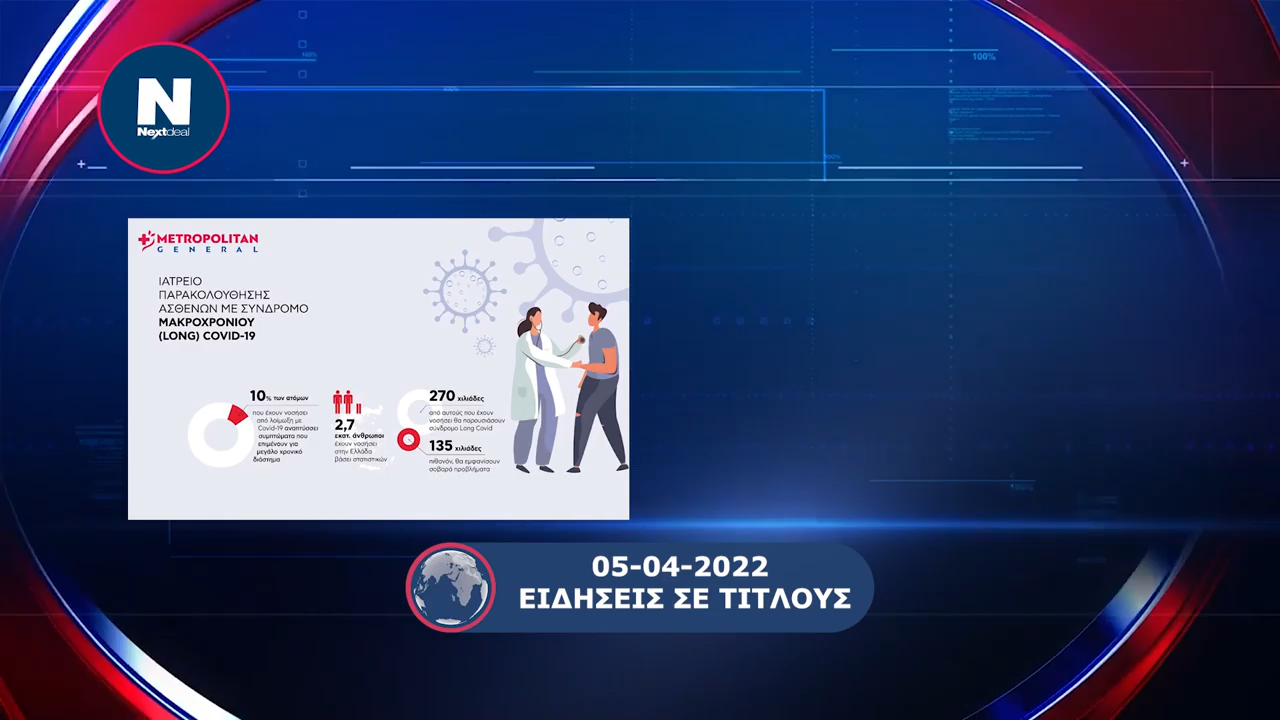 100%
N
Nextdeal
METROPOLITAN
GENERAL
ΙΑΤΡΕΙΟ
ΠΑΡΑΚΟΛΟΥΘΗΣΗΣ
ΑΣΘΕΝΩΝ ΜΕ ΣΥΝΔΡΟΜΟ
ΜΑΚΡΟΧΡΟΝΙΟΥ
(LONG) COVID-19
10% των ατόμων
που έχουν νοσήσει
από λοίμωξη με
Covid-19 αναπτύσσει
συμπτώματα που
επιμένουν για
μεγάλο χρονικό
διάστημα
2,7
εκατ. άνθρωποι
έχουν νοσήσει
στην Ελλάδα
βάσει στατιστικών
270 χιλιάδες
από αυτούς που έχουν
νοσήσει θα παρουσιάσουν
σύνδρομο Long Covid
135 χιλιάδες
πιθανόν, θα εμφανίσουν
σοβαρά προβλήματα
05-04-2022
ΕΙΔΗΣΕΙΣ ΣΕ ΤΙΤΛΟΥΣ